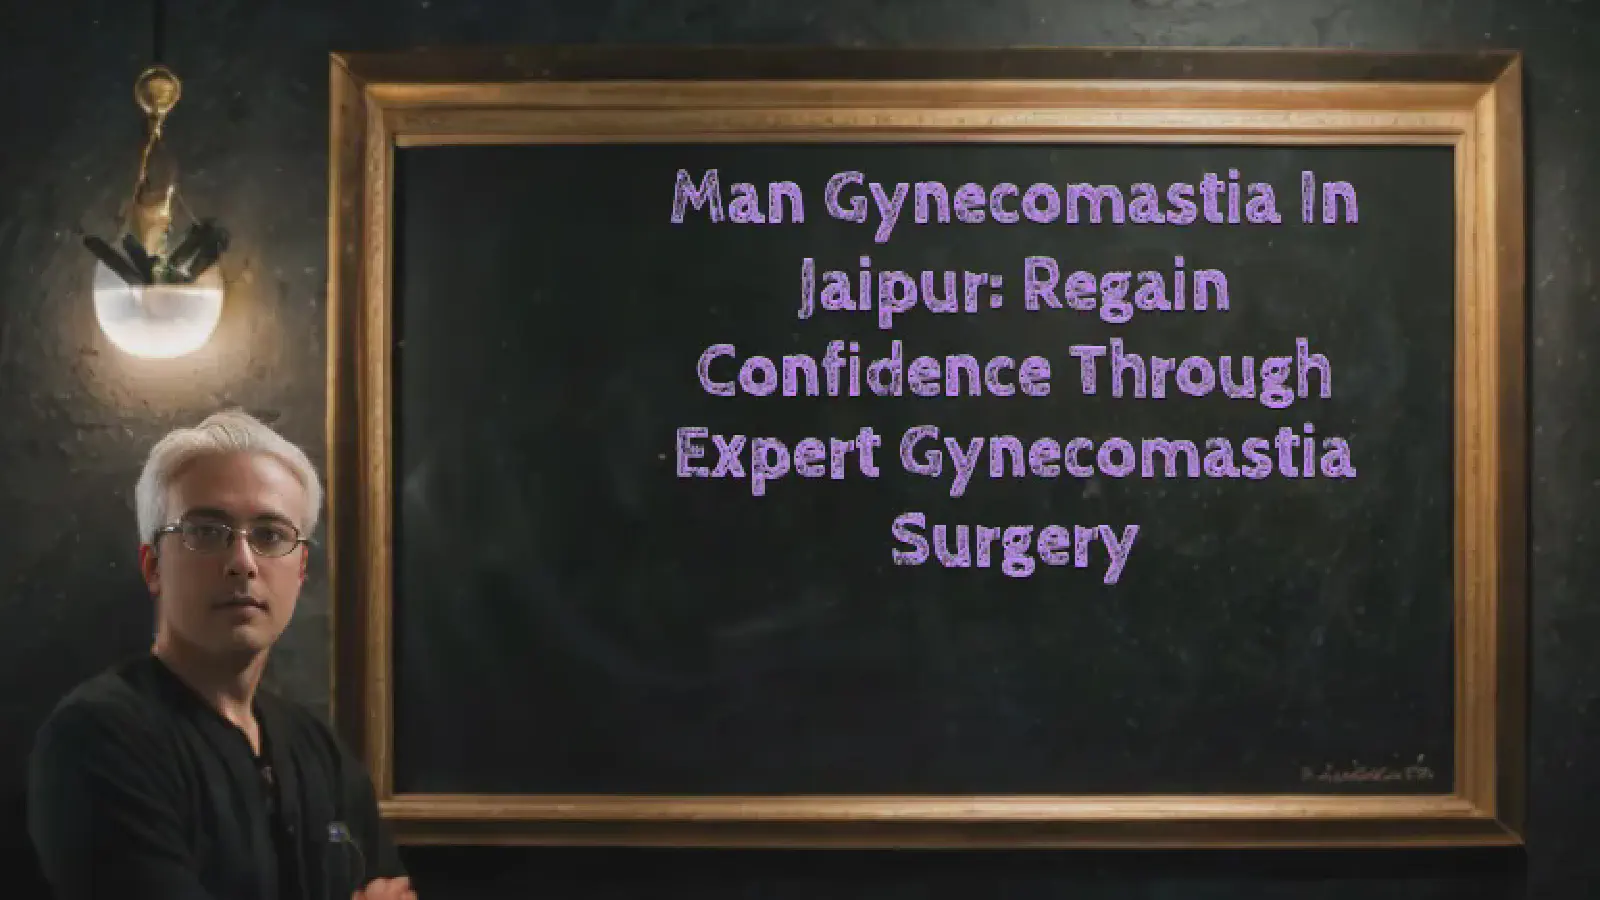 Man Gynecomastia In
Jaipur: Regain
Confidence Through
Expert Gynecomastia
Surgery